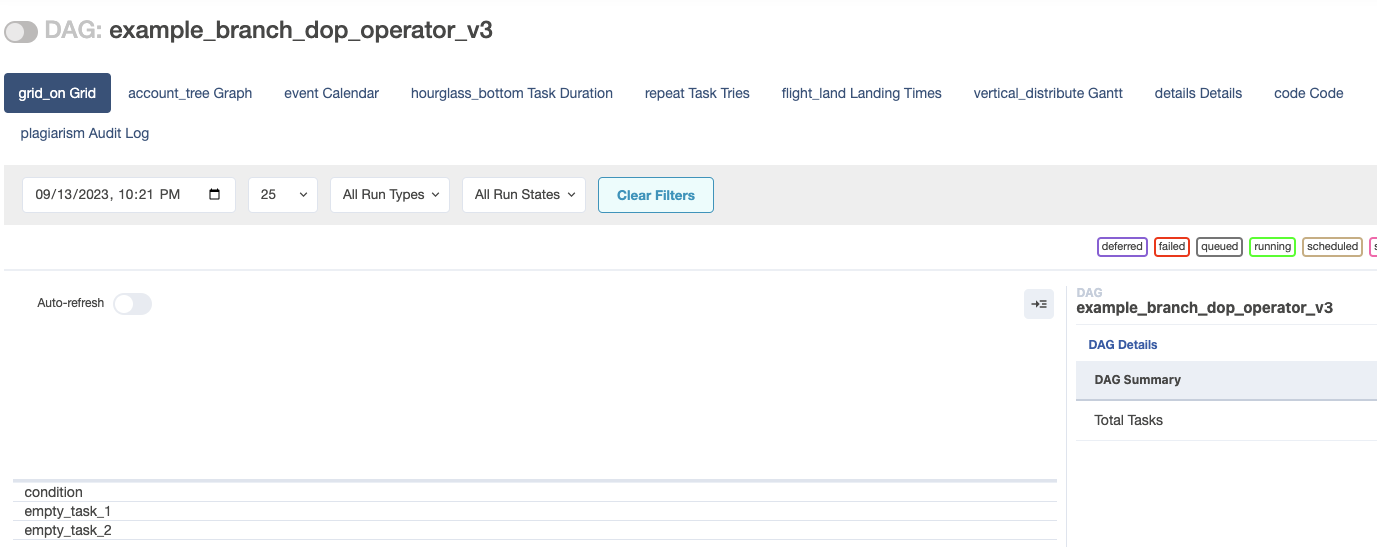 DAG: example_branch_dop_operator_v3
grid_on Grid account_tree Graph event Calendar hourglass_bottom Task Duration repeat Task Tries flight_land Landing Times vertical_distribute Gantt details Details code Code
plagiarism Audit Log
09/13/2023, 10:21 PM 25 All Run Types All Run States Clear Filters
deferred failed queued running scheduled
Auto-refresh
DAG
example_branch_dop_operator_v3
DAG Details
DAG Summary
Total Tasks
condition
empty_task_1
empty_task_2